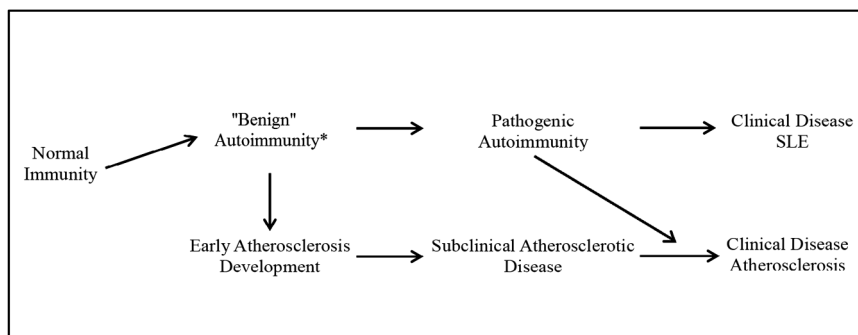 "Benign"
Autoimmunity*
Pathogenic
Autoimmunity
Clinical Disease
SLE
Normal
Immunity
Early Atherosclerosis
Development
Subclinical Atherosclerotic
Disease
Clinical Disease
Atherosclerosis